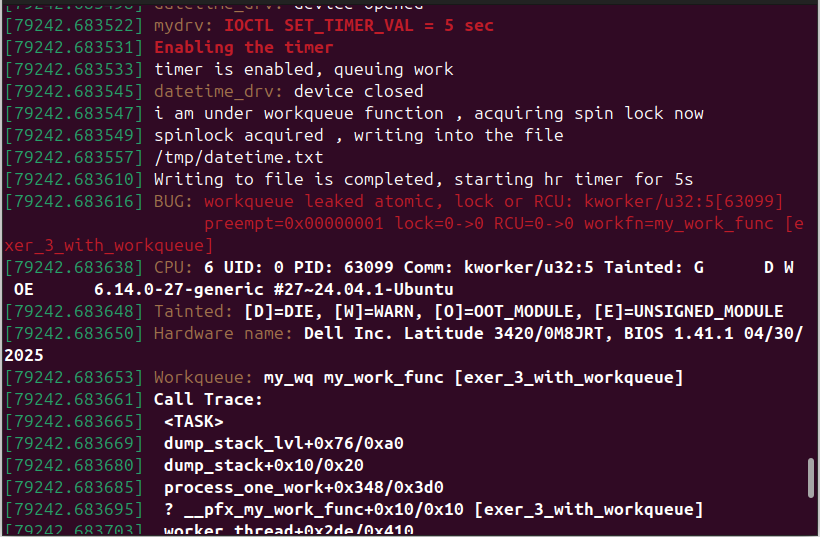 [79242.683498] datetime_drv: device opened
[79242.683522] mydrv: IOCTL SET_TIMER_VAL = 5 sec
[79242.683531] Enabling the timer
[79242.683533] timer is enabled, queuing work
[79242.683545] datetime_drv: device closed
[79242.683547] i am under workqueue function , acquiring spin lock now
[79242.683549] spinlock acquired , writing into the file
[79242.683557] /tmp/datetime.txt
[79242.683610] Writing to file is completed, starting hr timer for 5s
[79242.683616] BUG: workqueue leaked atomic, lock or RCU: kworker/u32:5[63099]
preempt=0x00000001 lock=0->0 RCU=0->0 workfn=my_work_func [e
xer_3_with_workqueue]
[79242.683638] CPU: 6 UID: 0 PID: 63099 Comm: kworker/u32:5 Tainted: G      D W
 OE      6.14.0-27-generic #27~24.04.1-Ubuntu
[79242.683648] Tainted: [D]=DIE, [W]=WARN, [O]=OOT_MODULE, [E]=UNSIGNED_MODULE
[79242.683650] Hardware name: Dell Inc. Latitude 3420/0M8JRT, BIOS 1.41.1 04/30/
2025
[79242.683653] Workqueue: my_wq my_work_func [exer_3_with_workqueue]
[79242.683661] Call Trace:
[79242.683665]  <TASK>
[79242.683669]  dump_stack_lvl+0x76/0xa0
[79242.683680]  dump_stack+0x10/0x20
[79242.683685]  process_one_work+0x348/0x3d0
[79242.683695]  ? __pfx_my_work_func+0x10/0x10 [exer_3_with_workqueue]
[79242.683703]  worker_thread+0x2de/0x410